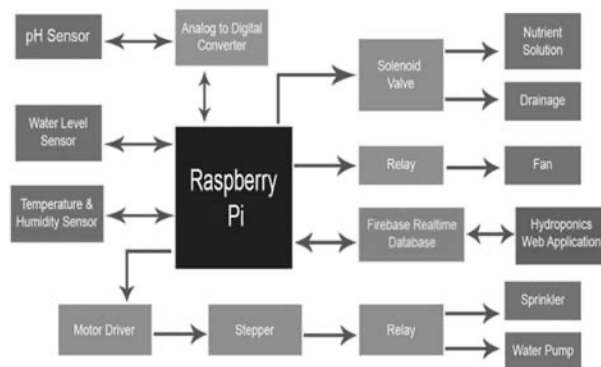 pH Sensor
Analog to Digital
Converter
Nutrient
Solution
Solenoid
Valve
Drainage
Water Level
Sensor
Raspberry
Pi
Relay
Fan
Temperature &
Humidity Sensor
Firebase Realtime
Database
Hydroponics
Web Application
Motor Driver
Stepper
Relay
Sprinkler
Water Pump